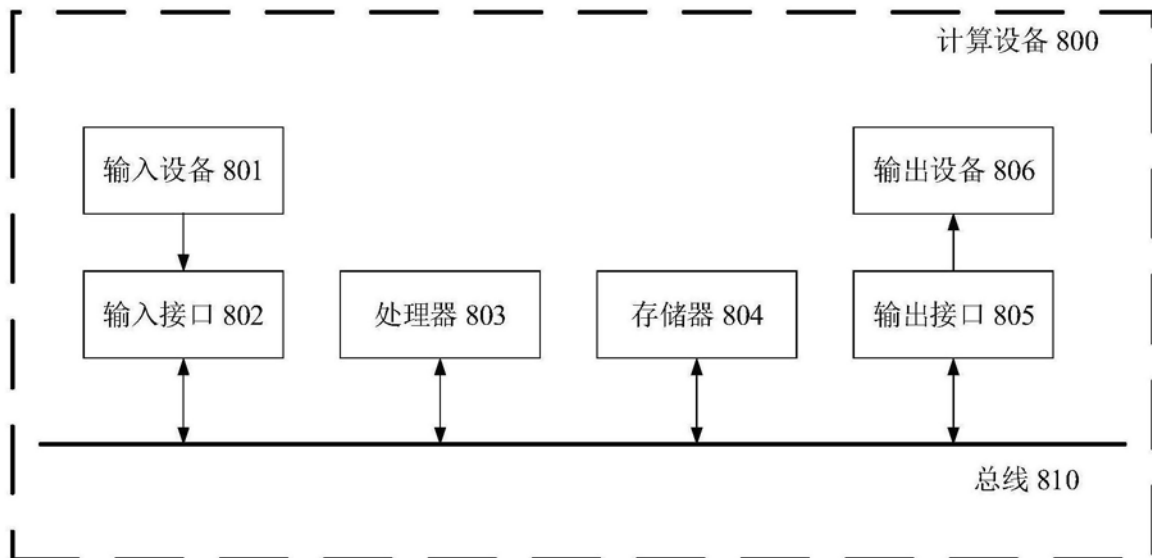 计算设备 800
输入设备 801
输出设备 806
输入接口 802
处理器 803
存储器 804
输出接口 805
总线 810